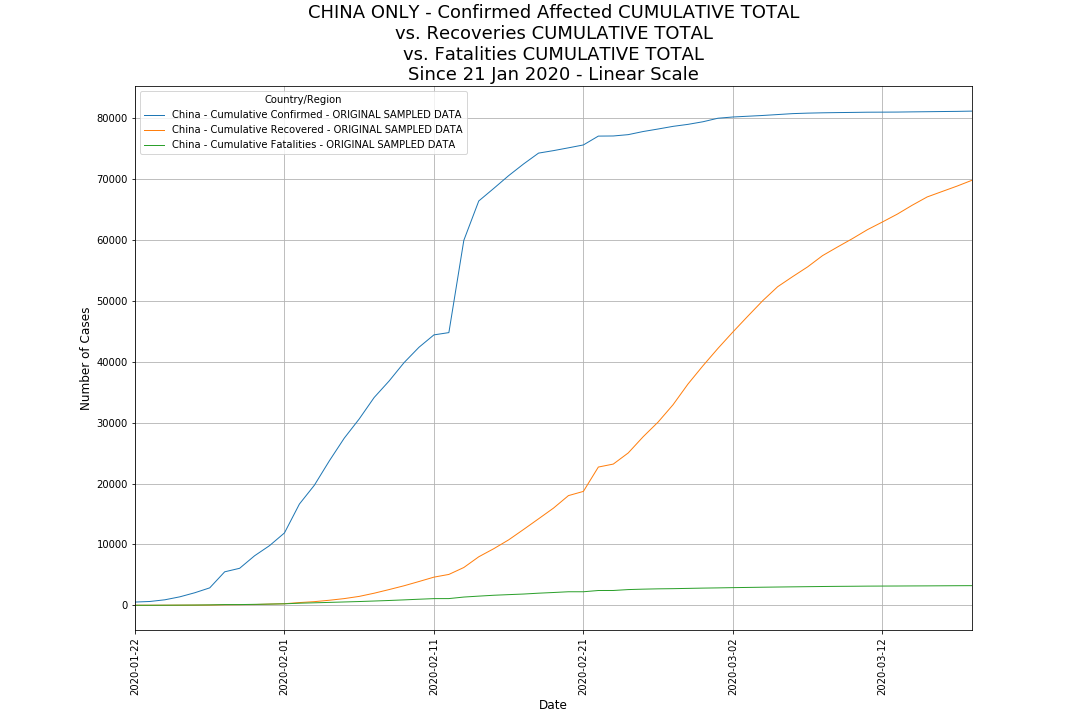 CHINA ONLY - Confirmed Affected CUMULATIVE TOTAL
vs. Recoveries CUMULATIVE TOTAL
vs. Fatalities CUMULATIVE TOTAL
Since 21 Jan 2020 - Linear Scale
Country/Region
China - Cumulative Confirmed - ORIGINAL SAMPLED DATA
China - Cumulative Recovered - ORIGINAL SAMPLED DATA
China - Cumulative Fatalities - ORIGINAL SAMPLED DATA
Number of Cases
80000
70000
60000
50000
40000
30000
20000
10000
0
2020-01-22
2020-02-01
2020-02-11
2020-02-21
2020-03-02
2020-03-12
Date